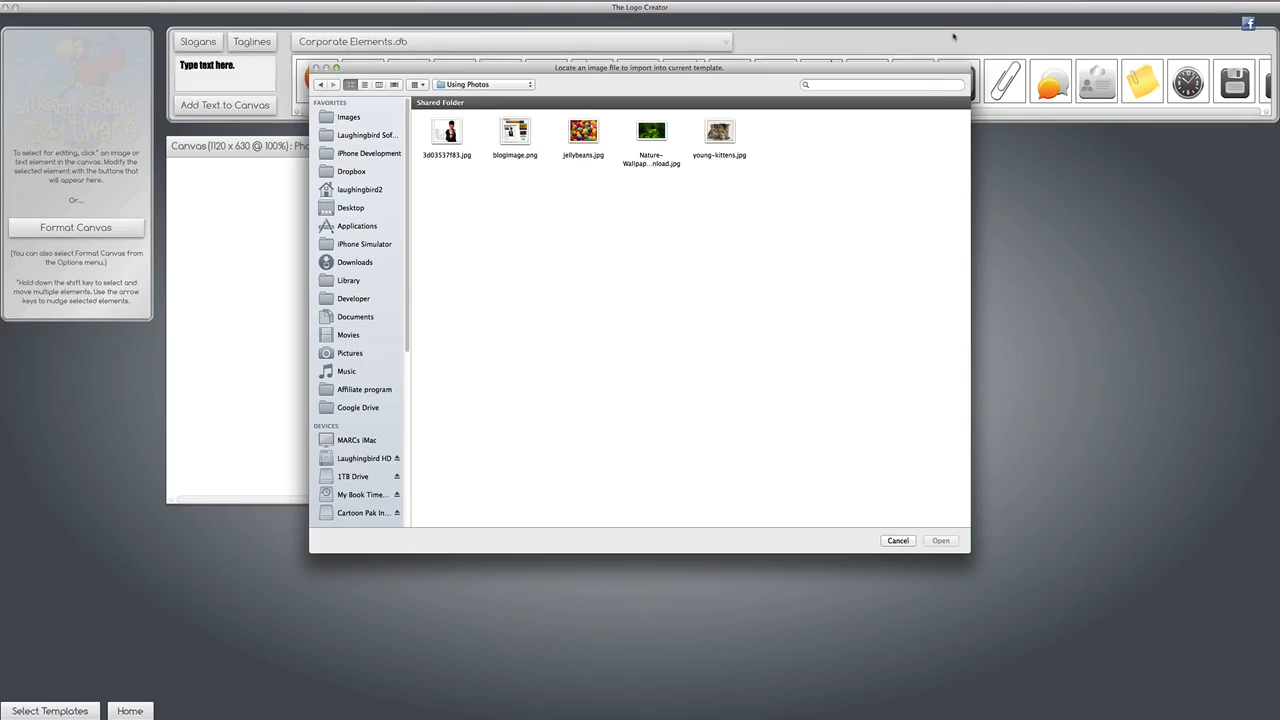 The Logo Creator
Slogans
Taglines
Corporate Elements.db
Type text here.
Add Text to Canvas
To select for editing, click* an image or
text element in the canvas. Modify the
selected element with the buttons that
will appear here.
Or...
Format Canvas
(You can also select Format Canvas from
the Options menu.)
*Hold down the shift key to select and
move multiple elements. Use the arrow
keys to nudge selected elements.
Canvas(1120 x 630 @ 100%): Pho
Locate an image file to import into current template.
Using Photos
FAVORITES
Images
Laughingbird Sof...
iPhone Development
Dropbox
laughingbird2
Desktop
Applications
iPhone Simulator
Downloads
Library
Developer
Documents
Movies
Pictures
Music
Affiliate program
Google Drive
DEVICES
MARCs iMac
Laughingbird HD
1TB Drive
My Book Time...
Cartoon Pak In...
Shared Folder
3d03537f83.jpg
blogImage.png
jellybeans.jpg
Nature-
Wallpap...nload.jpg
young-kittens.jpg
Cancel
Open
Select Templates
Home